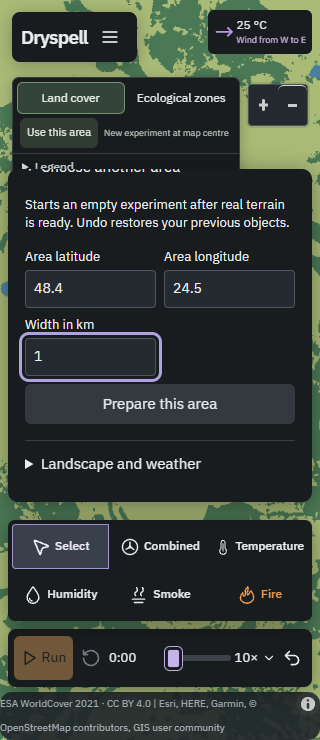 Dryspell
25 °C
Wind from W to E
Land cover
Ecological zones
Use this area
New experiment at map centre
Legend
another area
Starts an empty experiment after real terrain
is ready. Undo restores your previous objects.
Area latitude
Area longitude
48.4
24.5
Width in km
1
Prepare this area
Landscape and weather
Select
Combined
Temperature
Humidity
Smoke
Fire
Run
0:00
10×
ESA WorldCover 2021 · CC BY 4.0 | Esri, HERE, Garmin, ©
OpenStreetMap contributors, GIS user community